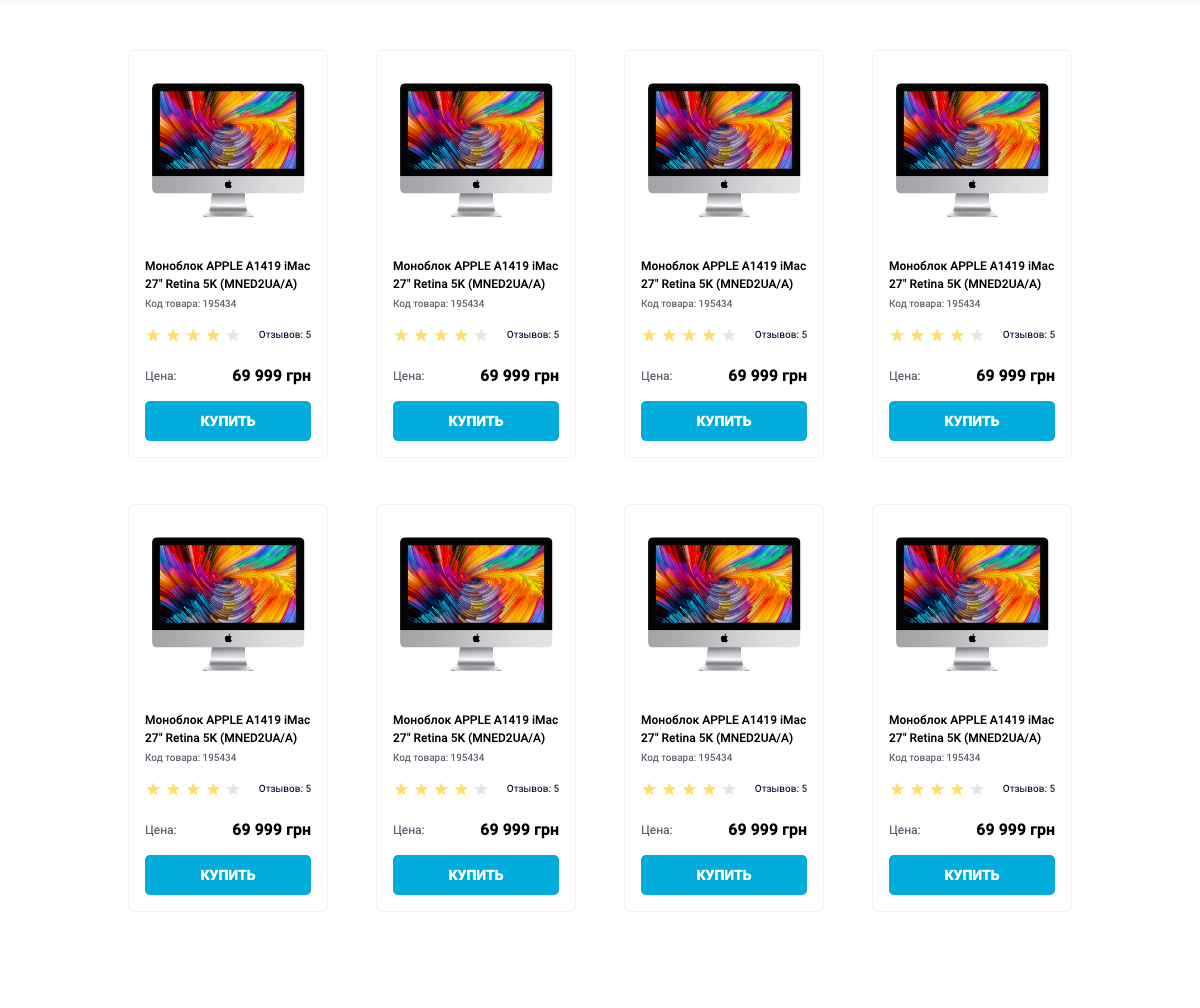 Моноблок APPLE A1419 iMac
27" Retina 5K (MNED2UA/A)
Код товара: 195434
Отзывов: 5
Цена: 69 999 грн
КУПИТЬ
Моноблок APPLE A1419 iMac
27" Retina 5K (MNED2UA/A)
Код товара: 195434
Отзывов: 5
Цена: 69 999 грн
КУПИТЬ
Моноблок APPLE A1419 iMac
27" Retina 5K (MNED2UA/A)
Код товара: 195434
Отзывов: 5
Цена: 69 999 грн
КУПИТЬ
Моноблок APPLE A1419 iMac
27" Retina 5K (MNED2UA/A)
Код товара: 195434
Отзывов: 5
Цена: 69 999 грн
КУПИТЬ
Моноблок APPLE A1419 iMac
27" Retina 5K (MNED2UA/A)
Код товара: 195434
Отзывов: 5
Цена: 69 999 грн
КУПИТЬ
Моноблок APPLE A1419 iMac
27" Retina 5K (MNED2UA/A)
Код товара: 195434
Отзывов: 5
Цена: 69 999 грн
КУПИТЬ
Моноблок APPLE A1419 iMac
27" Retina 5K (MNED2UA/A)
Код товара: 195434
Отзывов: 5
Цена: 69 999 грн
КУПИТЬ
Моноблок APPLE A1419 iMac
27" Retina 5K (MNED2UA/A)
Код товара: 195434
Отзывов: 5
Цена: 69 999 грн
КУПИТЬ